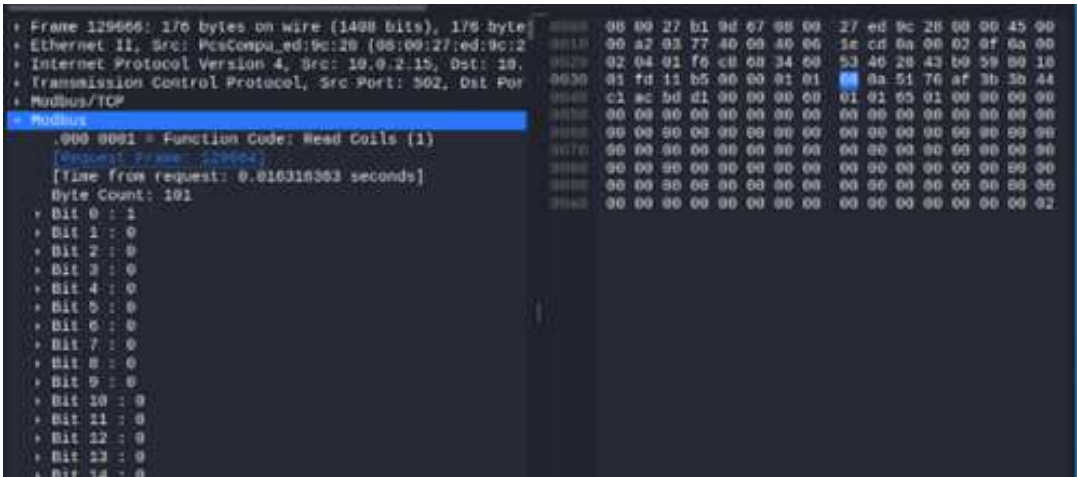 Frame 129666: 176 bytes on wire (1408 bits), 176 byte
Ethernet II, Src: PcsCompu_ed:9c:28 (08:00:27:ed:9c:2
Internet Protocol Version 4, Src: 10.0.2.15, Dst: 10.
Transmission Control Protocol, Src Port: 502, Dst Por
Modbus/TCP
Modbus
.000 0001 = Function Code: Read Coils (1)
[Request Frame: 129664]
[Time from request: 0.016316363 seconds]
Byte Count: 101
Bit 0 : 1
Bit 1 : 0
Bit 2 : 0
Bit 3 : 0
Bit 4 : 0
Bit 5 : 0
Bit 6 : 0
Bit 7 : 0
Bit 8 : 0
Bit 9 : 0
Bit 10 : 0
Bit 11 : 0
Bit 12 : 0
Bit 13 : 0
Bit 14 : 0
08 00 27 b1 9d 67 08 00 27 ed 9c 28 08 00 45 00
00 a2 03 77 40 00 40 06 1e cd 0a 00 02 0f 0a 00
02 04 01 f6 c8 68 34 60 53 46 28 43 b0 59 80 18
0030 01 fd 11 b5 00 00 01 01 08 0a 51 76 af 3b 3b 44
c1 ac bd d1 00 00 00 68 01 01 65 01 00 00 00 00
00 00 00 00 00 00 00 00 00 00 00 00 00 00 00 00
00 00 00 00 00 00 00 00 00 00 00 00 00 00 00 00
0070 00 00 00 00 00 00 00 00 00 00 00 00 00 00 00 00
00 00 00 00 00 00 00 00 00 00 00 00 00 00 00 00
00 00 00 00 00 00 00 00 00 00 00 00 00 00 00 00
00 00 00 00 00 00 00 00 00 00 00 00 00 00 00 02